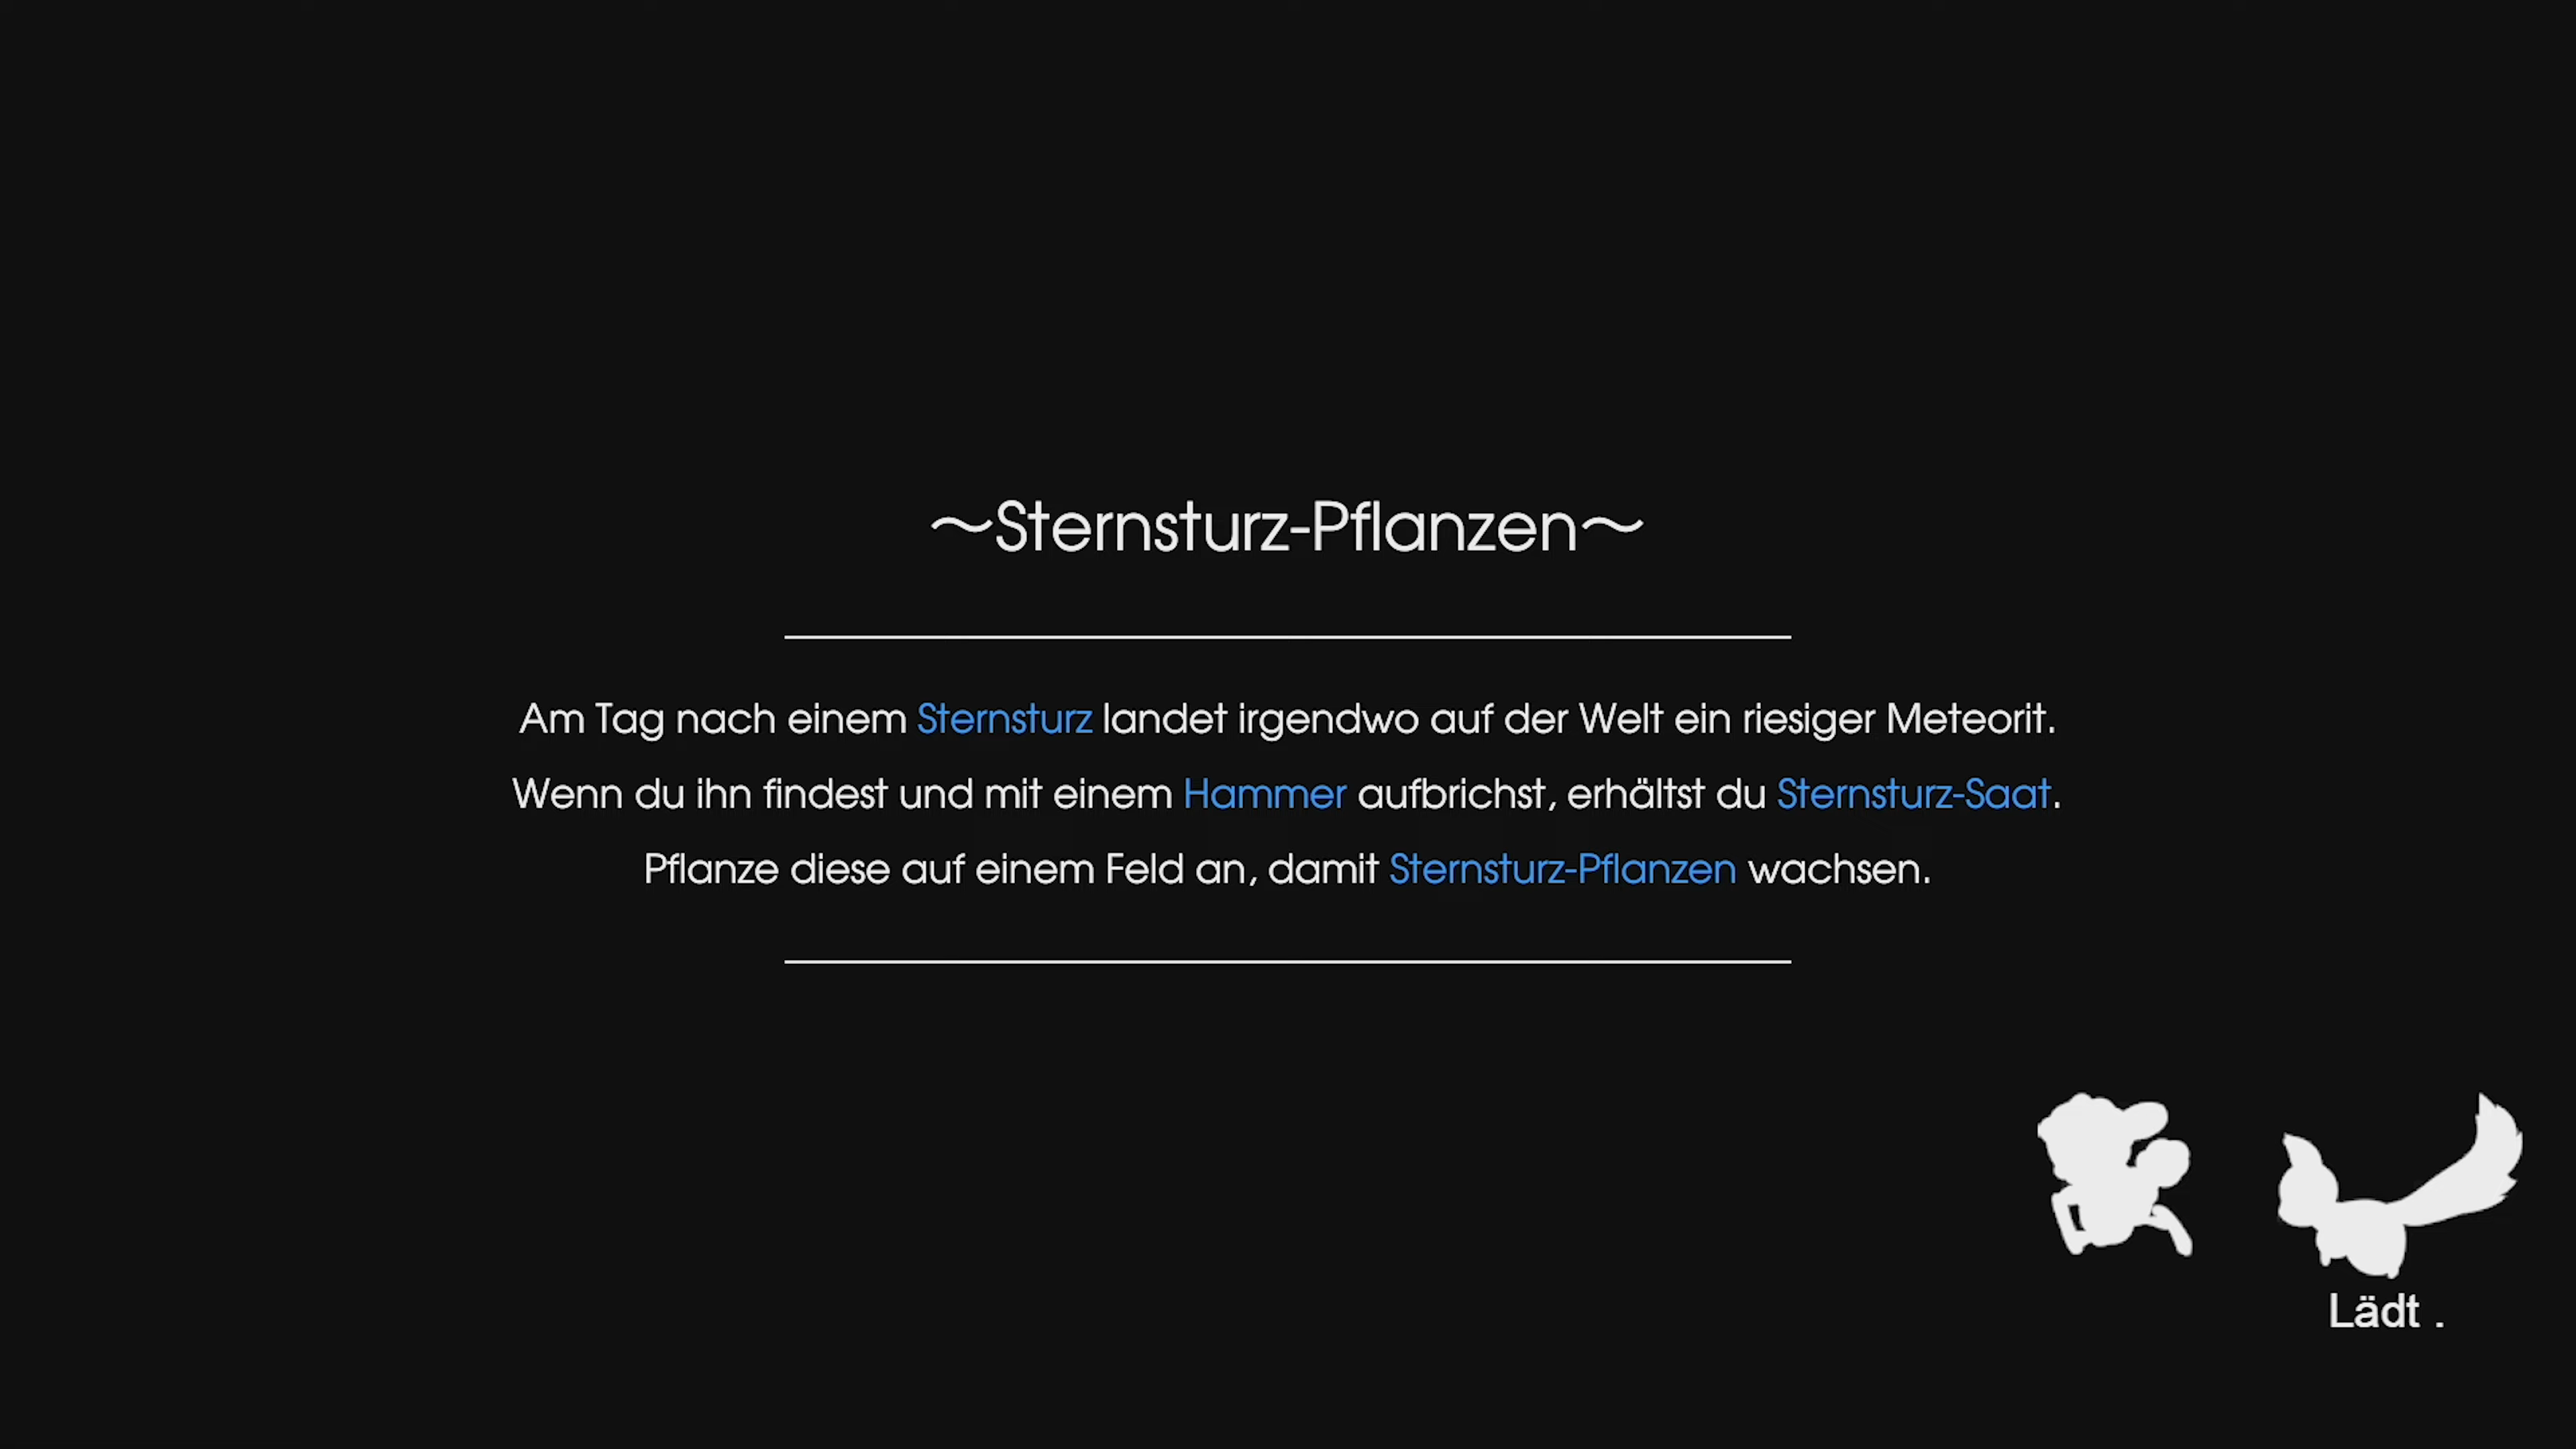 ～Sternsturz-Pflanzen～
Am Tag nach einem Sternsturz landet irgendwo auf der Welt ein riesiger Meteorit.
Wenn du ihn findest und mit einem Hammer aufbrichst, erhältst du Sternsturz-Saat.
Pflanze diese auf einem Feld an, damit Sternsturz-Pflanzen wachsen.
Lädt .